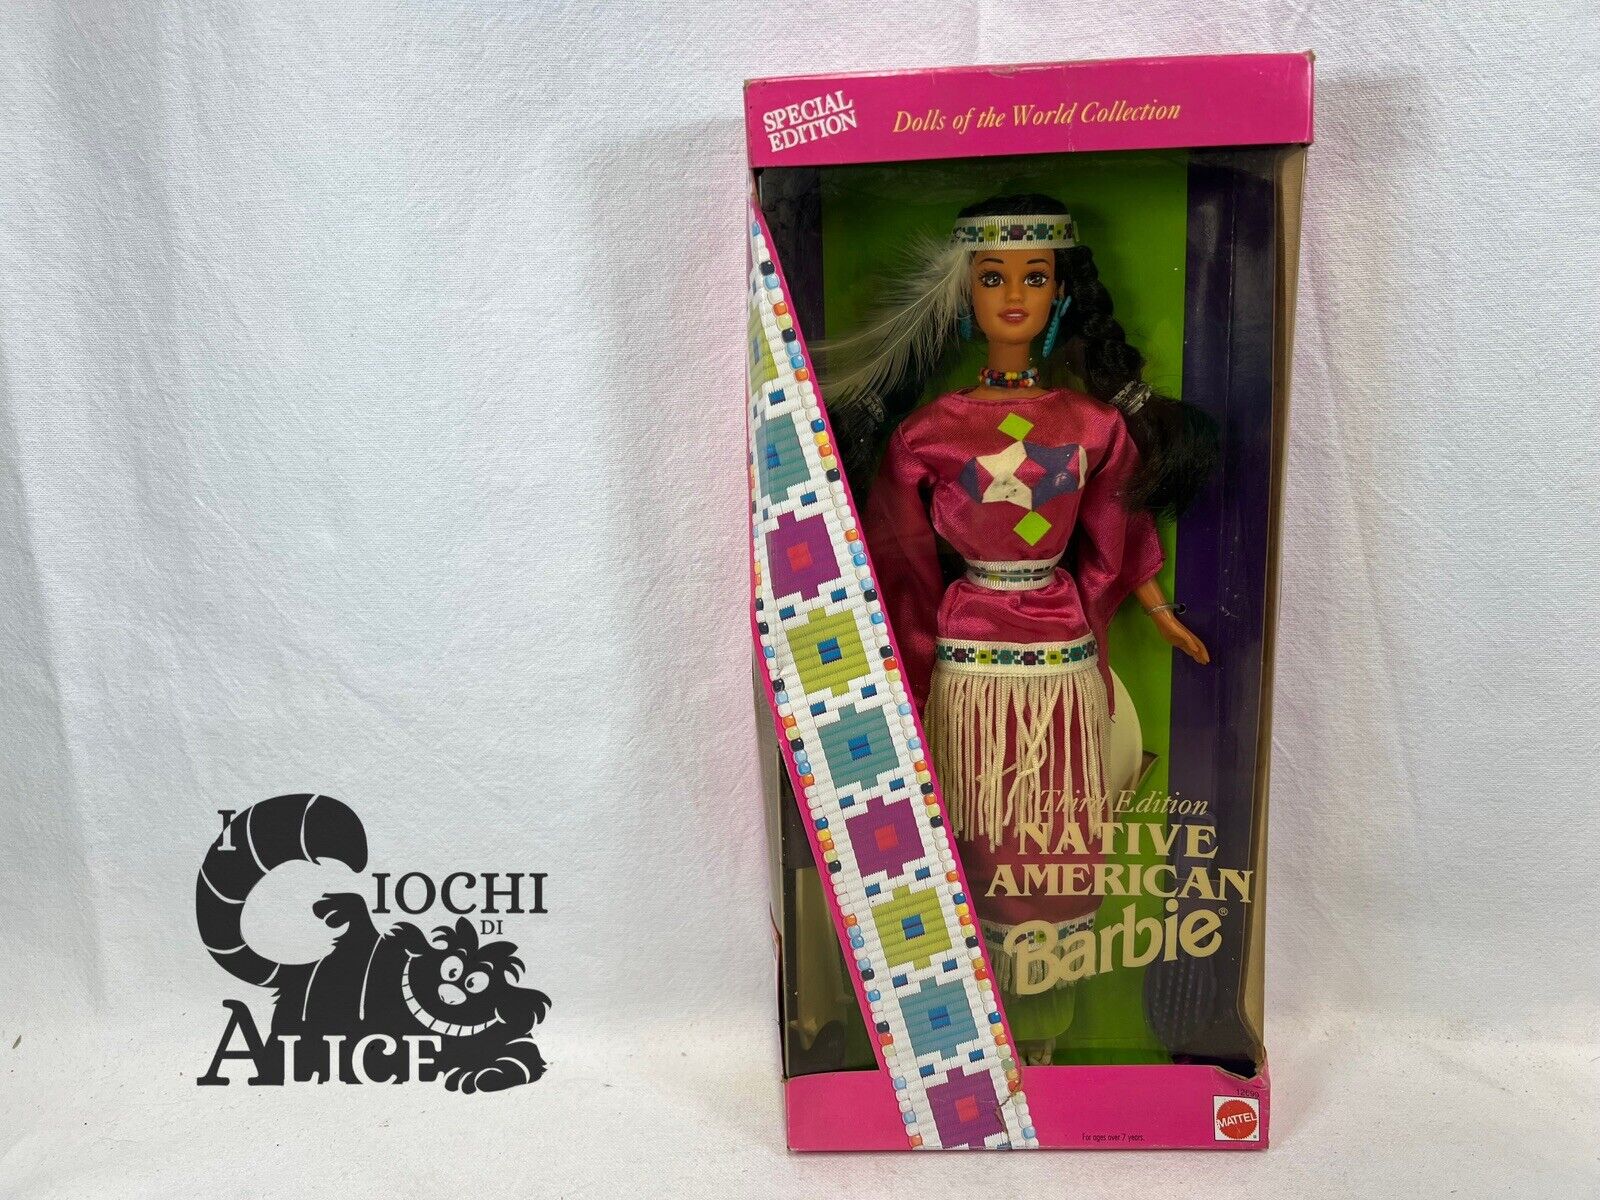 SPECIAL
EDITION
Dolls of the World Collection
Third Edition
NATIVE
AMERICAN
Barbie®
12699
MATTEL
For ages over 7 years.
I GIOCHI
DI
ALICE